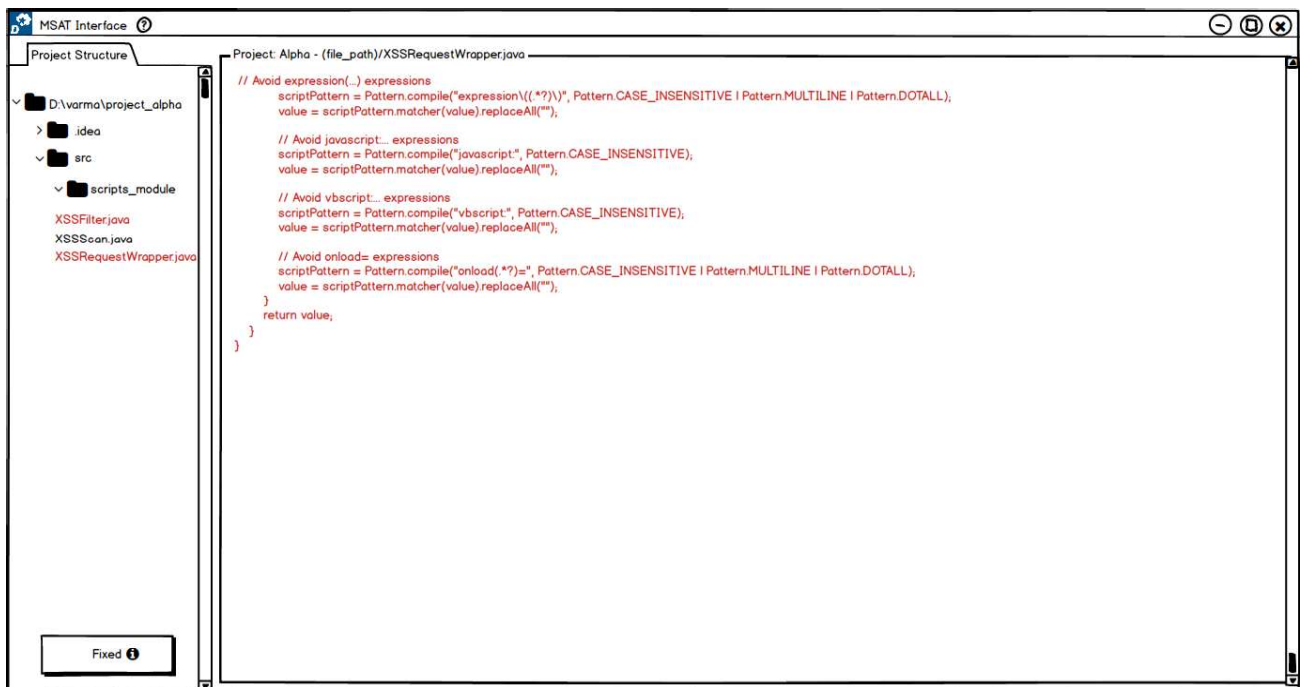 MSAT Interface ?
Project Structure
Project: Alpha - (file_path)/XSSRequestWrapper.java
D:\varma\project_alpha
.idea
src
scripts_module
XSSFilter.java
XSSScan.java
XSSRequestWrapper.java
Fixed i
// Avoid expression(...) expressions
scriptPattern = Pattern.compile("expression\((.*?)\)", Pattern.CASE_INSENSITIVE | Pattern.MULTILINE | Pattern.DOTALL);
value = scriptPattern.matcher(value).replaceAll("");
// Avoid javascript:... expressions
scriptPattern = Pattern.compile("javascript:", Pattern.CASE_INSENSITIVE);
value = scriptPattern.matcher(value).replaceAll("");
// Avoid vbscript:... expressions
scriptPattern = Pattern.compile("vbscript:", Pattern.CASE_INSENSITIVE);
value = scriptPattern.matcher(value).replaceAll("");
// Avoid onload= expressions
scriptPattern = Pattern.compile("onload(.*?)=", Pattern.CASE_INSENSITIVE | Pattern.MULTILINE | Pattern.DOTALL);
value = scriptPattern.matcher(value).replaceAll("");
}
return value;
}
}